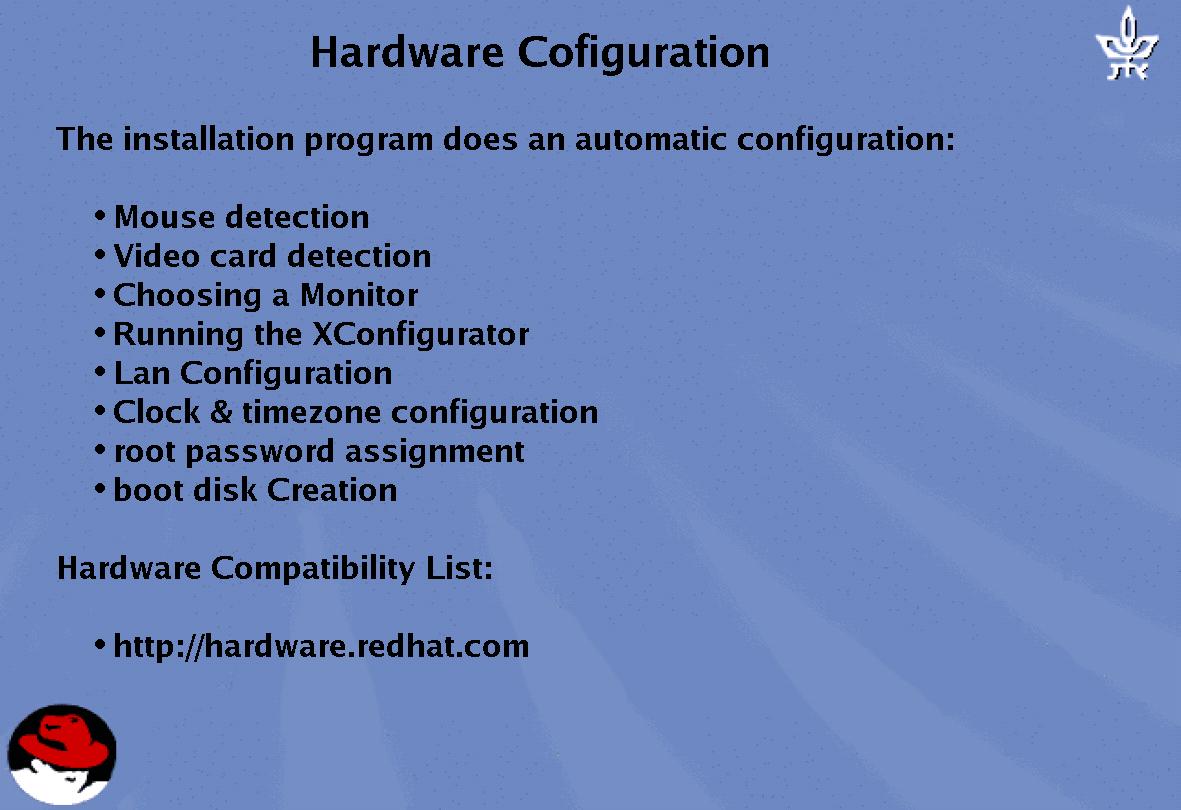 Hardware Cofiguration
The installation program does an automatic configuration:
• Mouse detection
• Video card detection
• Choosing a Monitor
• Running the XConfigurator
• Lan Configuration
• Clock & timezone configuration
• root password assignment
• boot disk Creation
Hardware Compatibility List:
• http://hardware.redhat.com